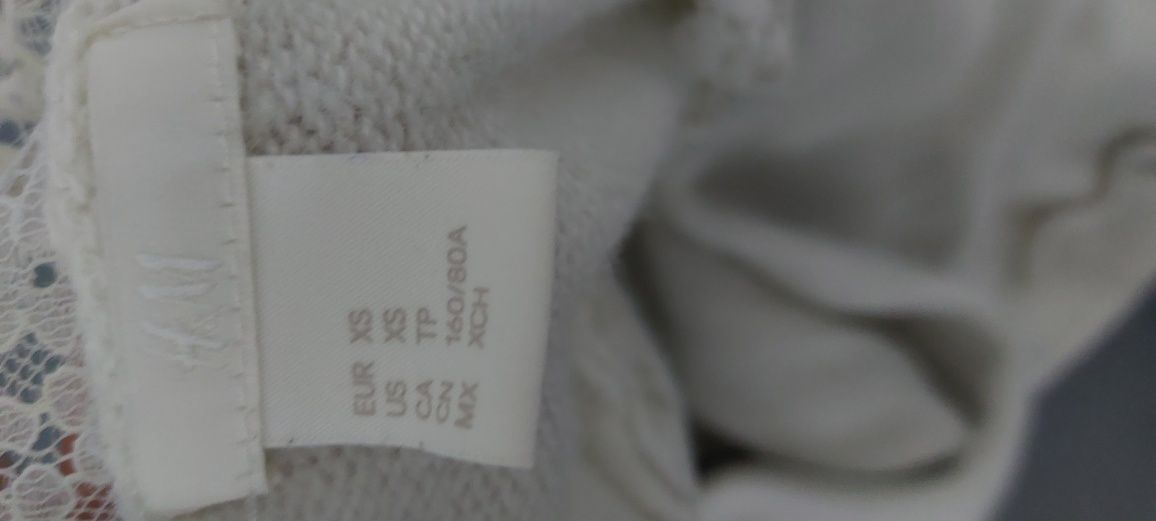 H&M
EUR XS
US XS
CA TP
CN 160/80A
MX XCH